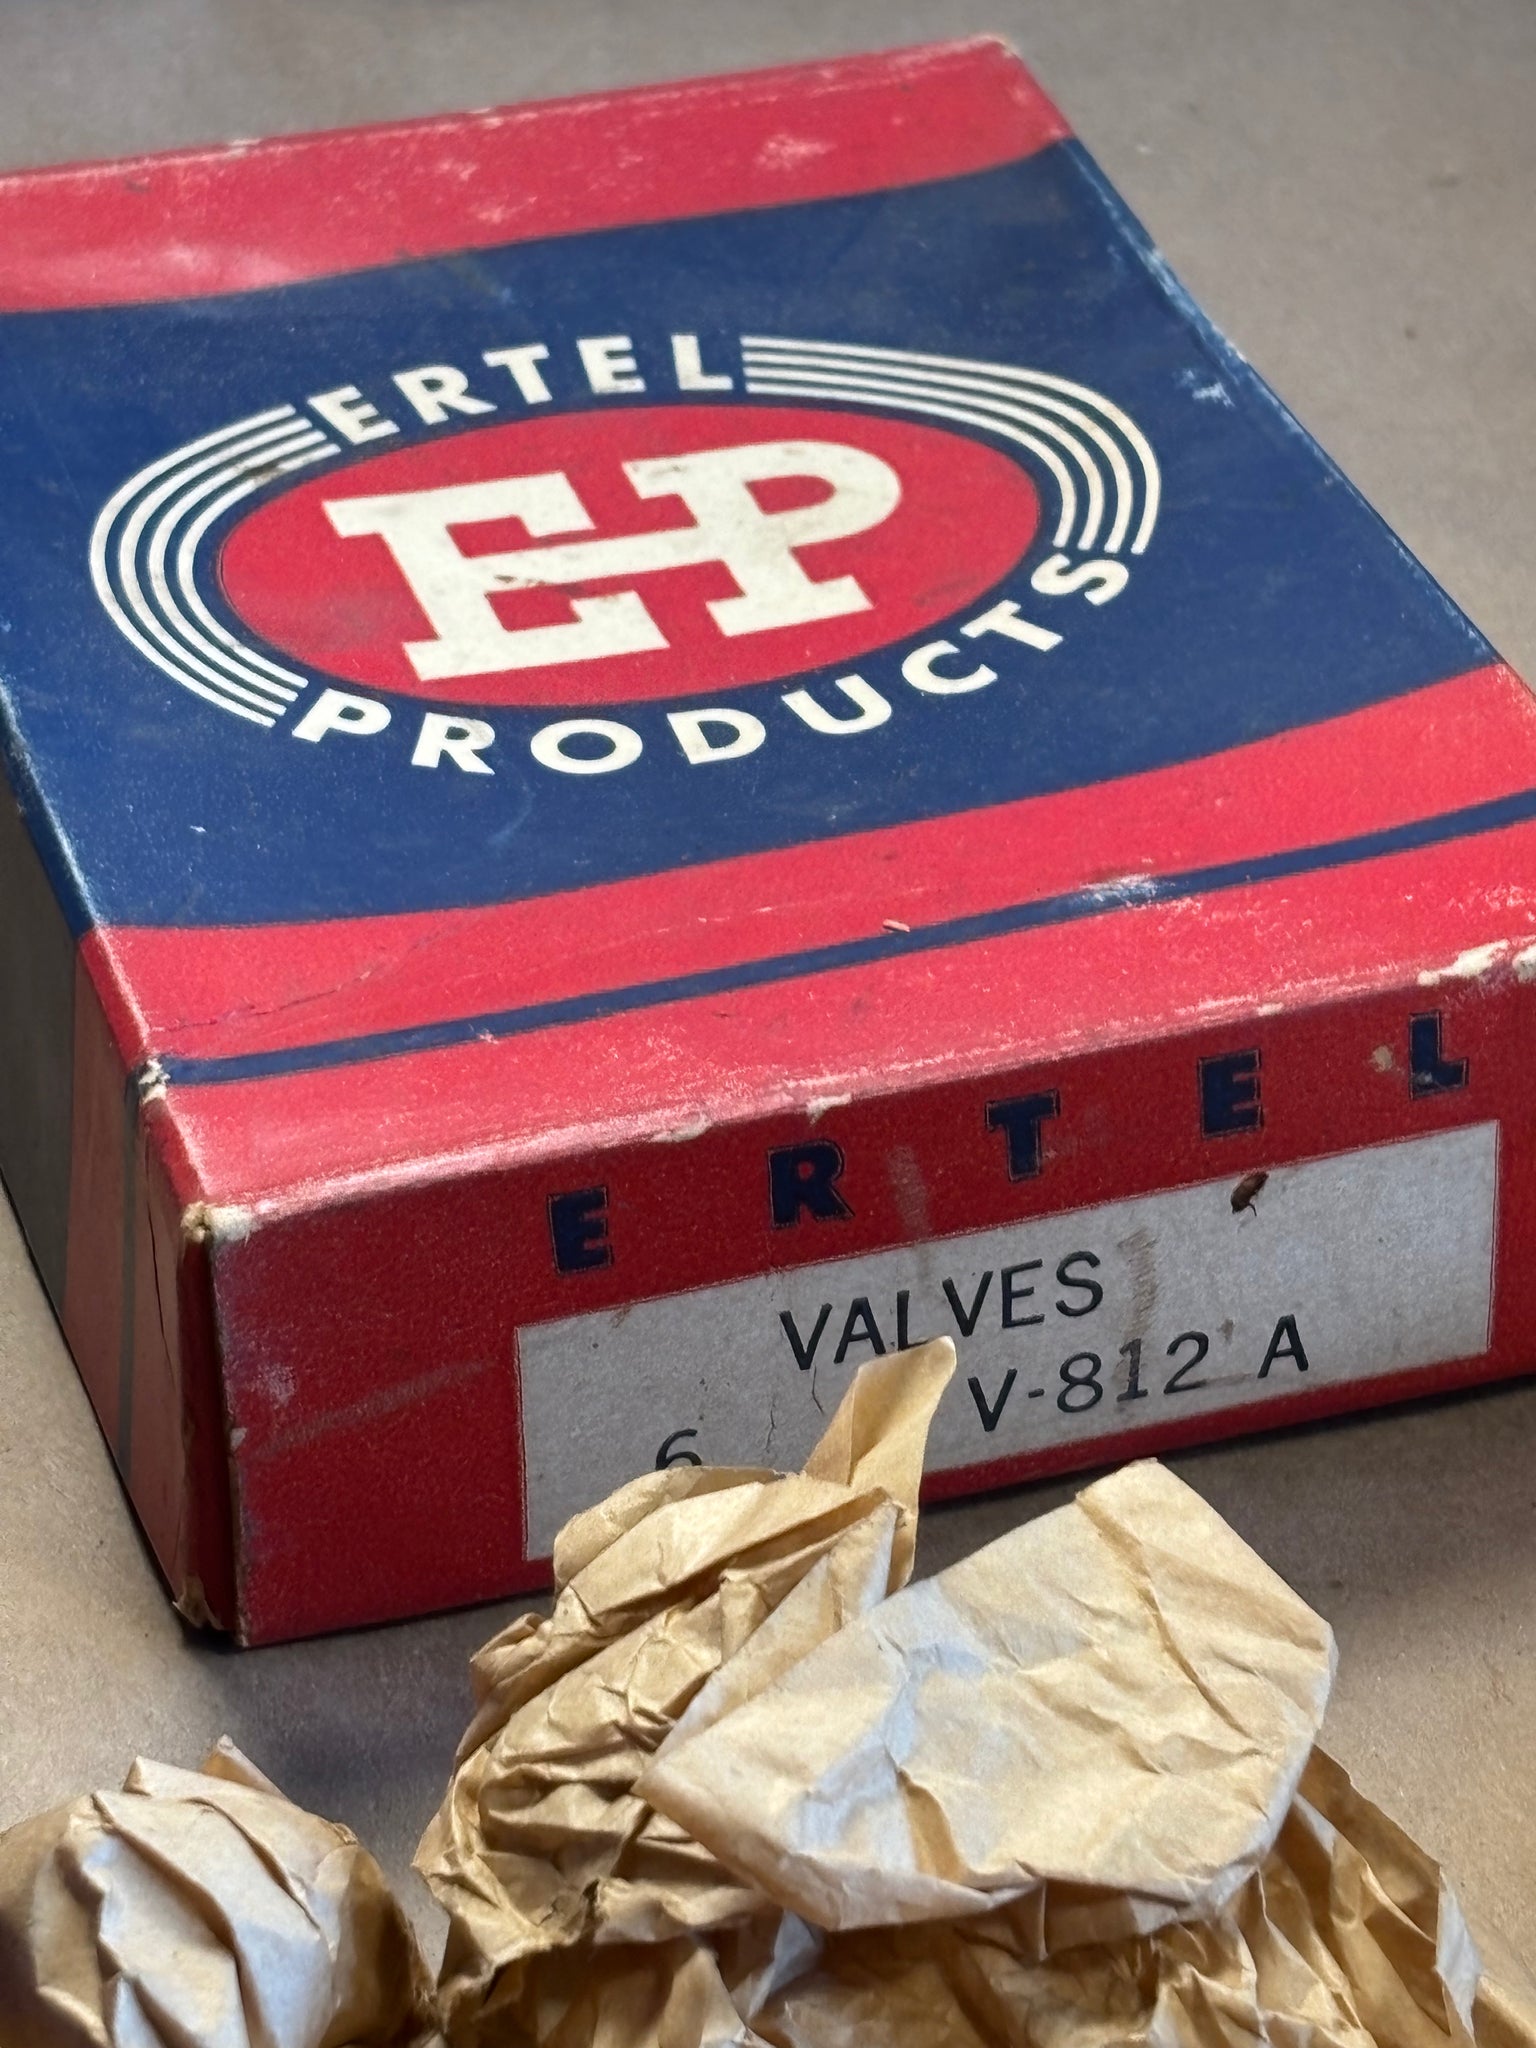 ERTEL
EP
PRODUCTS
ERTEL
VALVES
6 V-812 A